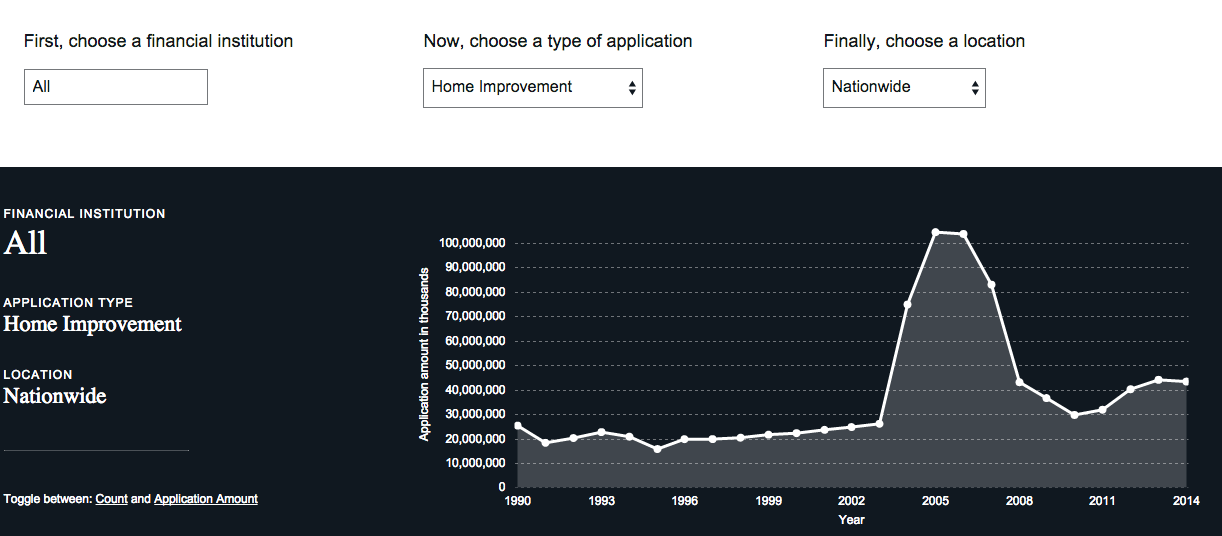 First, choose a financial institution
All
Now, choose a type of application
Home Improvement
Finally, choose a location
Nationwide
FINANCIAL INSTITUTION
All
APPLICATION TYPE
Home Improvement
LOCATION
Nationwide
Toggle between: Count and Application Amount
Application amount in thousands
100,000,000
90,000,000
80,000,000
70,000,000
60,000,000
50,000,000
40,000,000
30,000,000
20,000,000
10,000,000
0
1990 1993 1996 1999 2002 2005 2008 2011 2014
Year